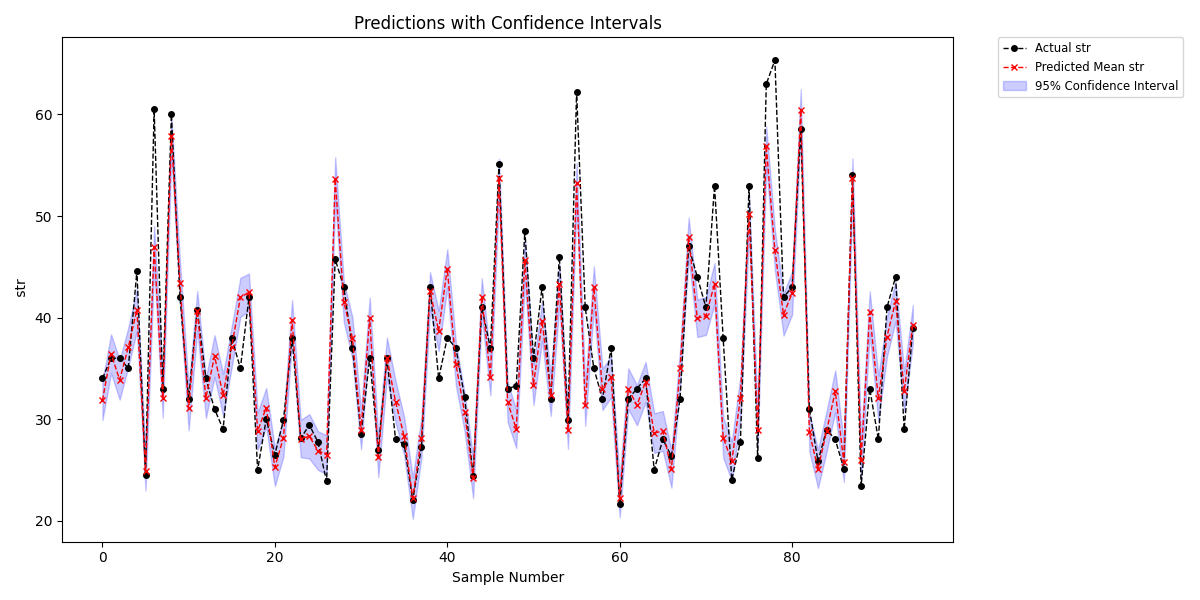 Predictions with Confidence Intervals
Actual str
Predicted Mean str
95% Confidence Interval
60
50
40
30
20
str
0
20
40
60
80
Sample Number